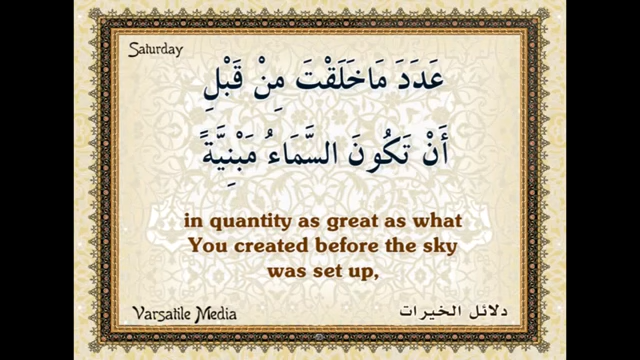 Saturday
عَدَدَ مَا خَلَقْتَ مِنْ قَبْلِ
أَنْ تَكُونَ السَّمَاءُ مَبْنِيَّةً
in quantity as great as what
You created before the sky
was set up,
Varsatile Media
دلائل الخيرات